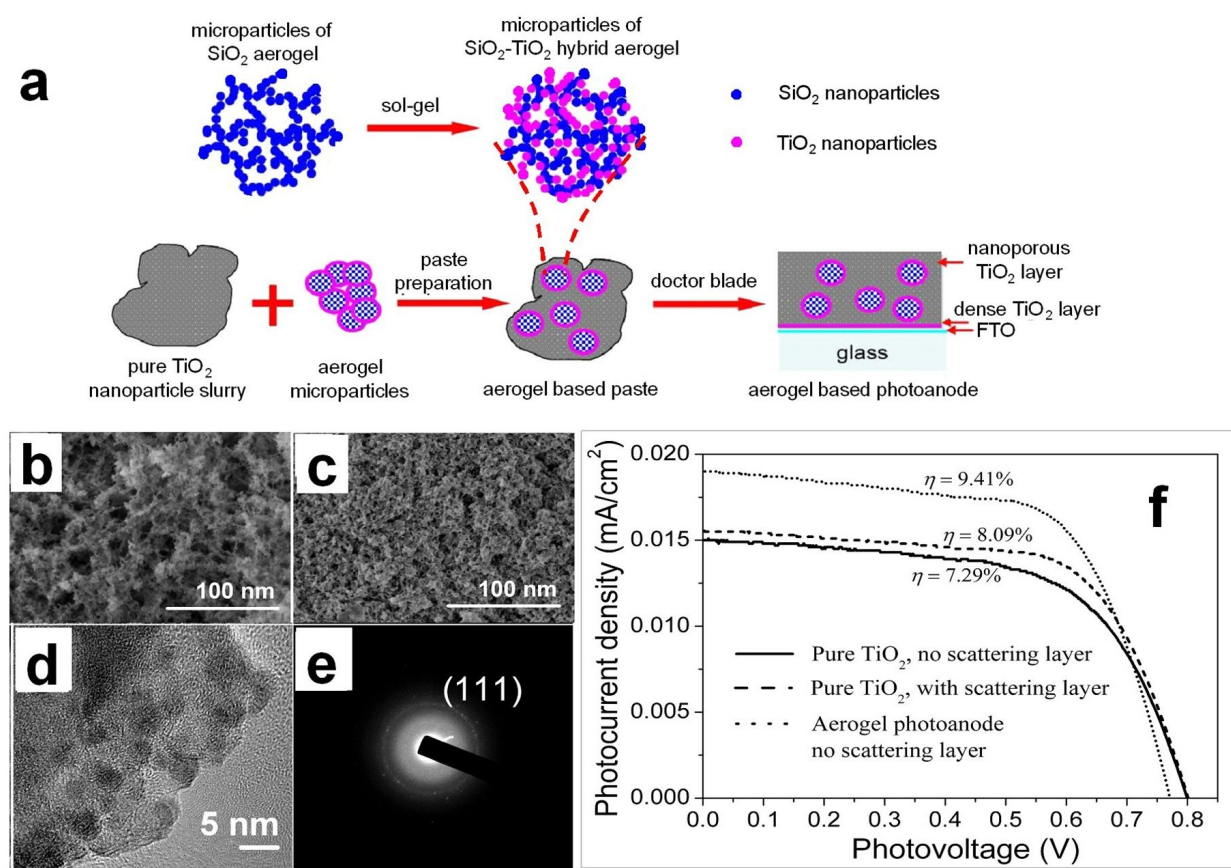 a
microparticles of
SiO₂ aerogel
sol-gel
microparticles of
SiO₂-TiO₂ hybrid aerogel
SiO₂ nanoparticles
TiO₂ nanoparticles
pure TiO₂
nanoparticle slurry
aerogel
microparticles
paste
preparation
aerogel based paste
doctor blade
nanoporous
TiO₂ layer
dense TiO₂ layer
FTO
glass
aerogel based photoanode
b
100 nm
c
100 nm
d
5 nm
e
(111)
f
Photocurrent density (mA/cm²)
0.020
0.015
0.010
0.005
0.000
η = 9.41%
η = 8.09%
η = 7.29%
Pure TiO₂, no scattering layer
Pure TiO₂, with scattering layer
Aerogel photoanode
no scattering layer
0.0 0.1 0.2 0.3 0.4 0.5 0.6 0.7 0.8
Photovoltage (V)